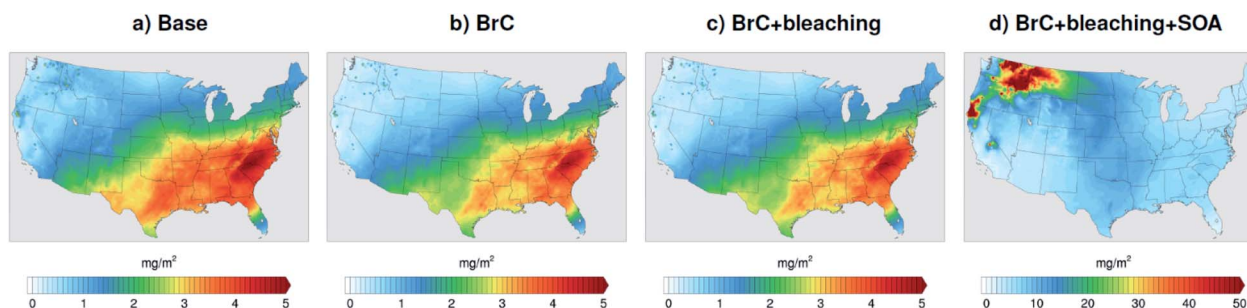 a) Base
b) BrC
c) BrC+bleaching
d) BrC+bleaching+SOA
mg/m²
mg/m²
mg/m²
mg/m²
0 1 2 3 4 5
0 1 2 3 4 5
0 1 2 3 4 5
0 10 20 30 40 50